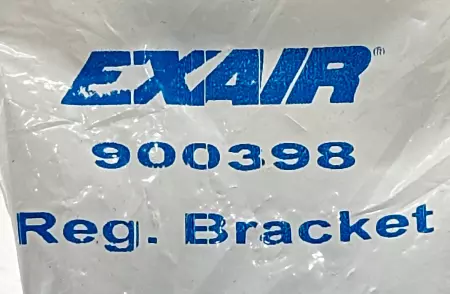 EXAIR®
900398
Reg. Bracket